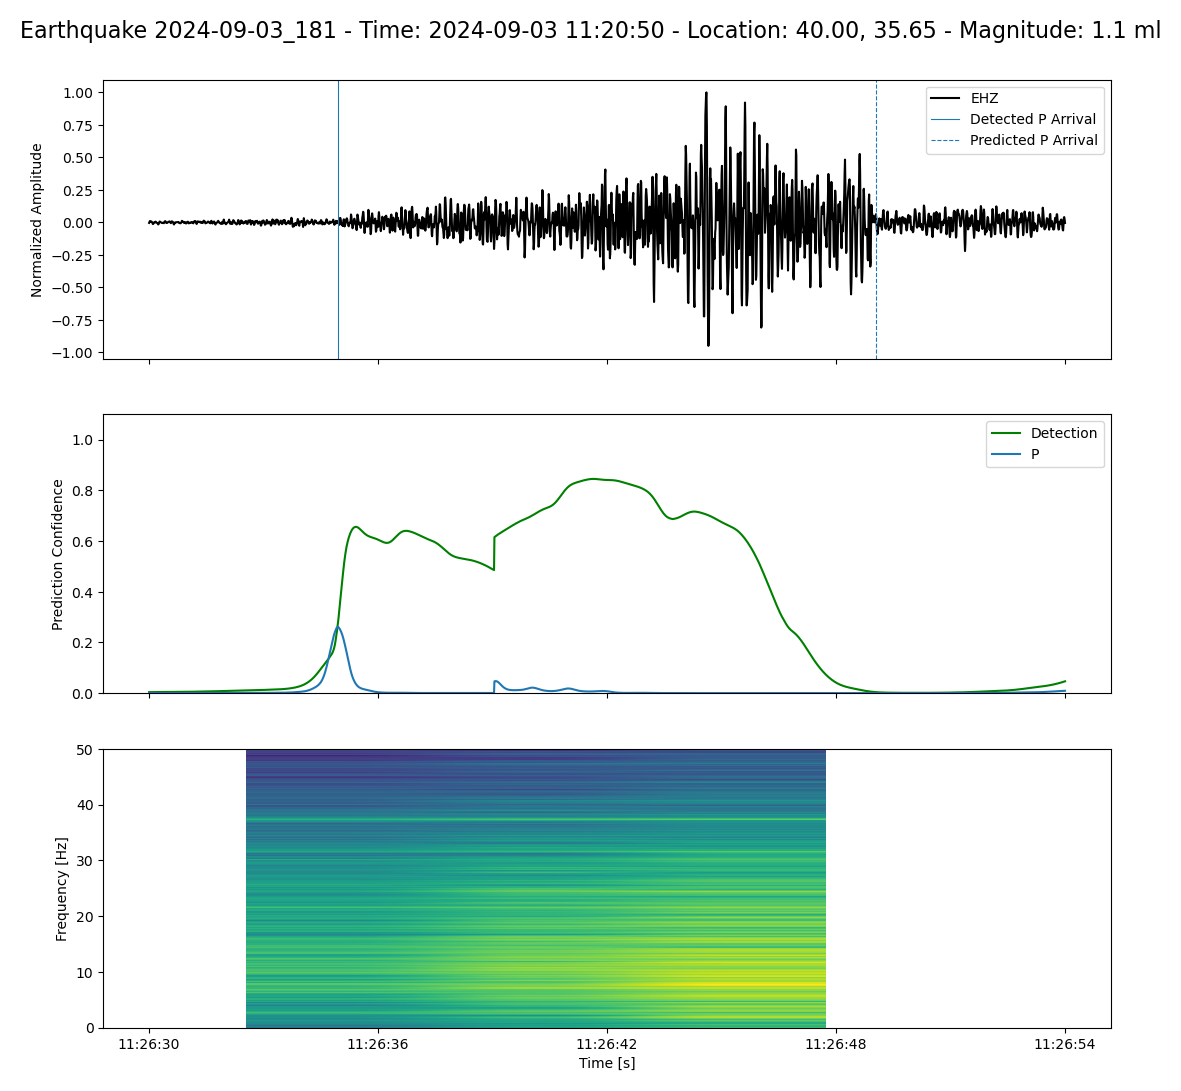 Earthquake 2024-09-03_181 - Time: 2024-09-03 11:20:50 - Location: 40.00, 35.65 - Magnitude: 1.1 ml
Normalized Amplitude
1.00
0.75
0.50
0.25
0.00
−0.25
−0.50
−0.75
−1.00
EHZ
Detected P Arrival
Predicted P Arrival
Prediction Confidence
1.0
0.8
0.6
0.4
0.2
0.0
Detection
P
Frequency [Hz]
50
40
30
20
10
0
11:26:30 11:26:36 11:26:42 11:26:48 11:26:54
Time [s]